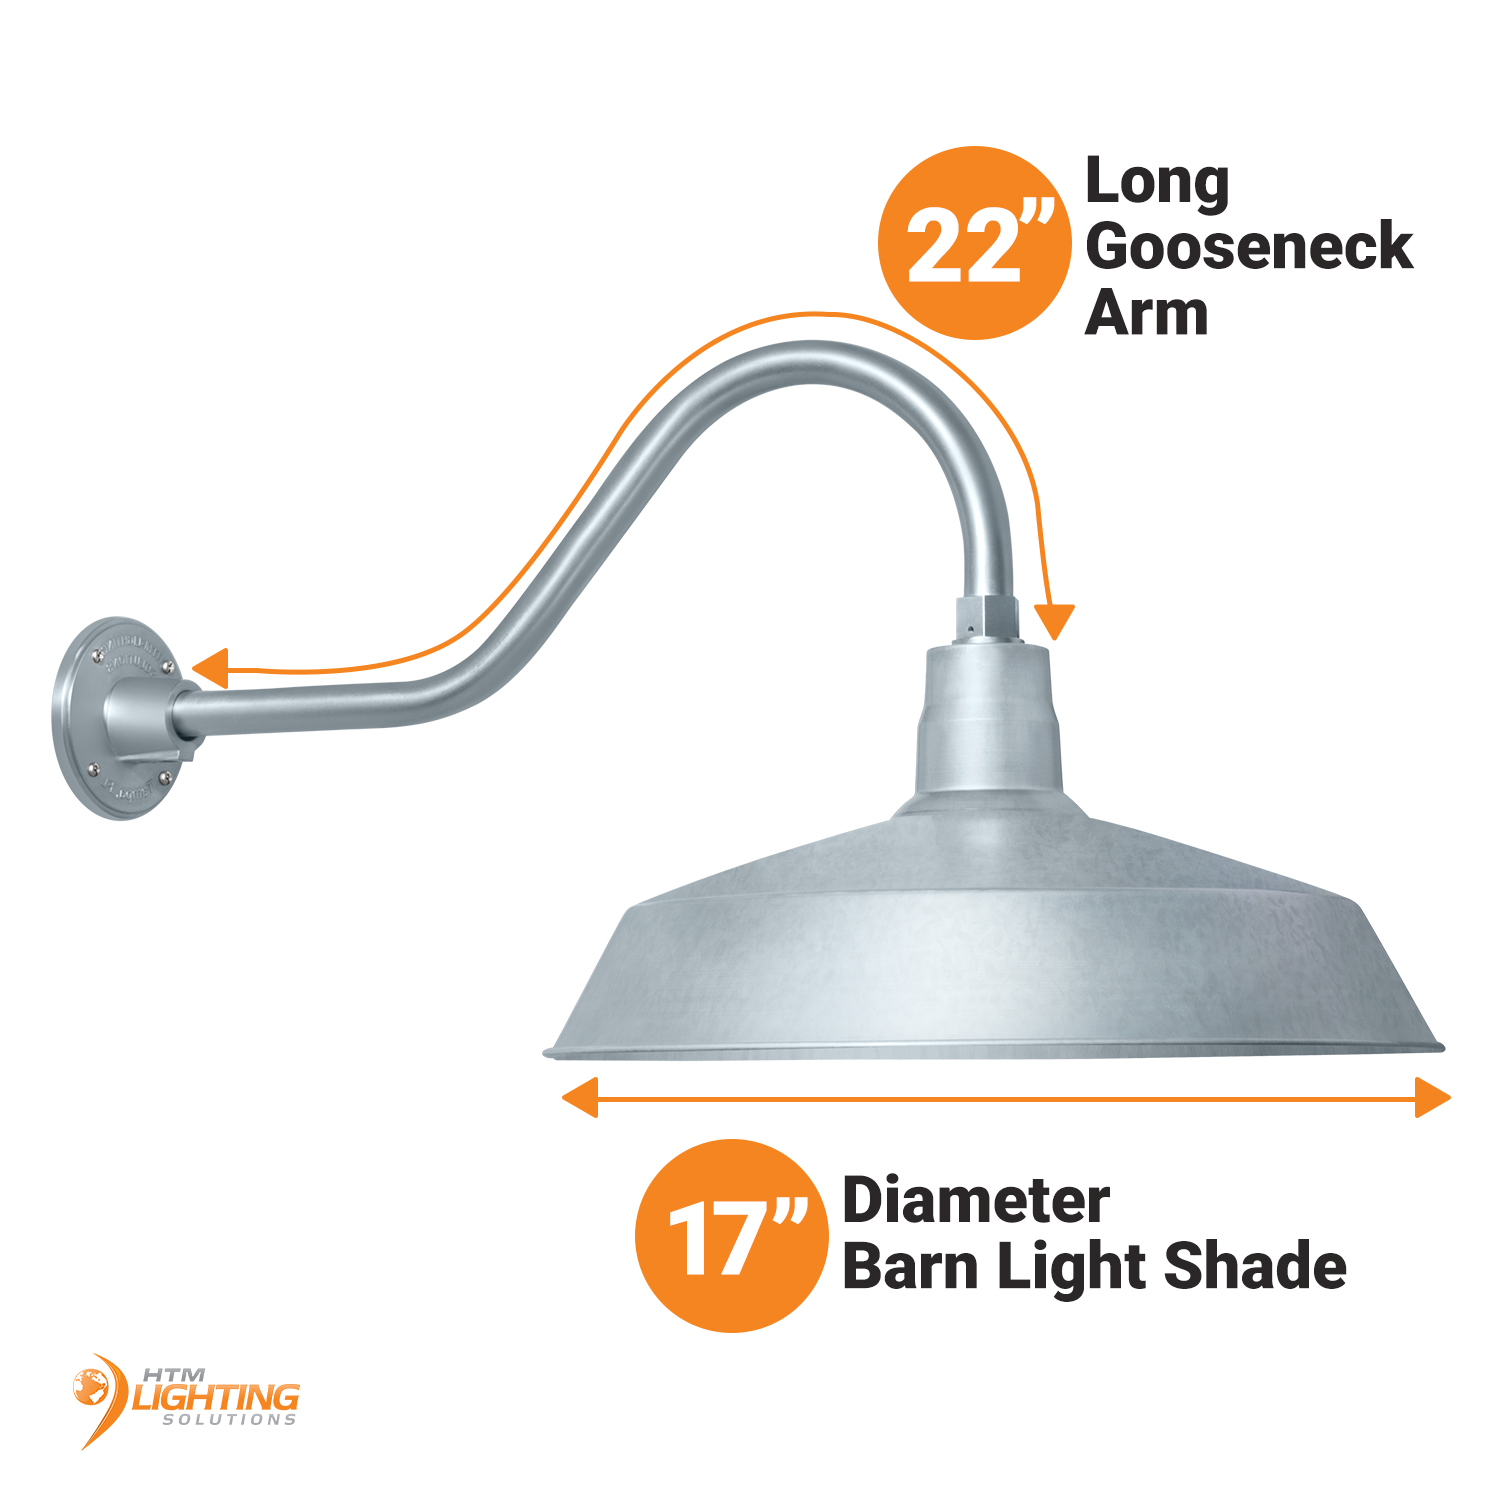 22”
Long
Gooseneck
Arm
17”
Diameter
Barn Light Shade
HTM
LIGHTING
SOLUTIONS